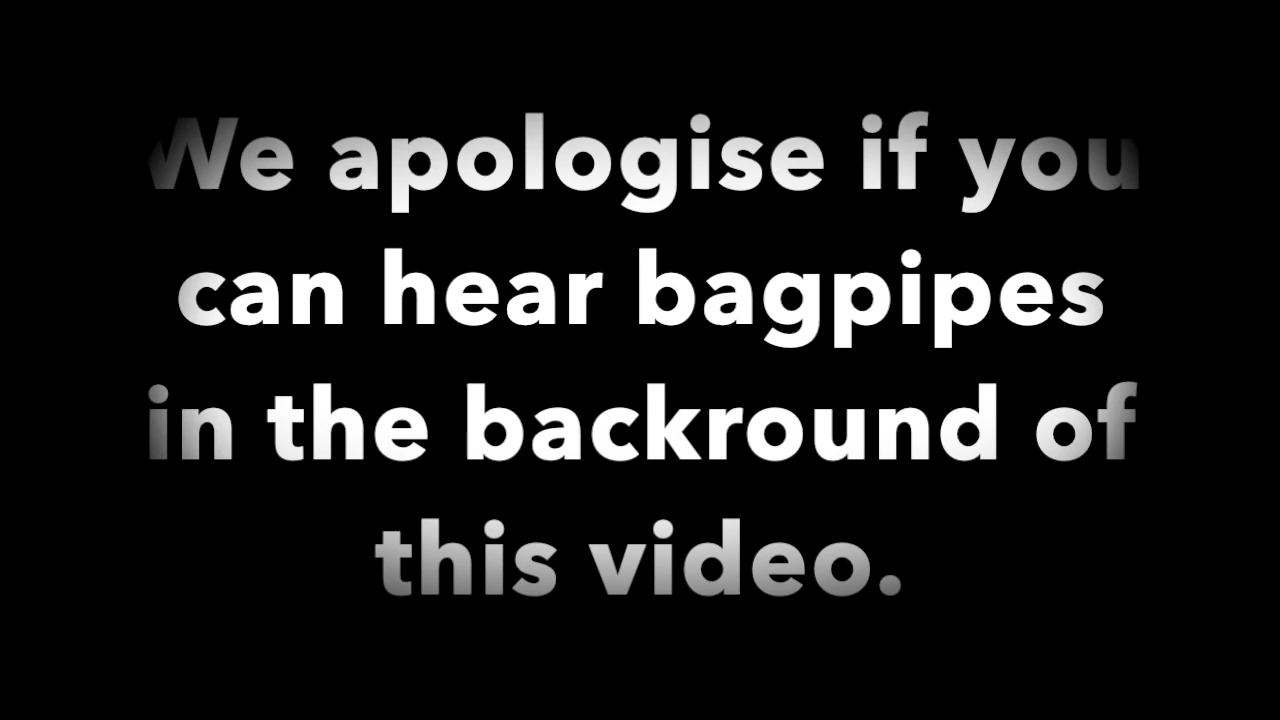 We apologise if you
can hear bagpipes
in the backround of
this video.